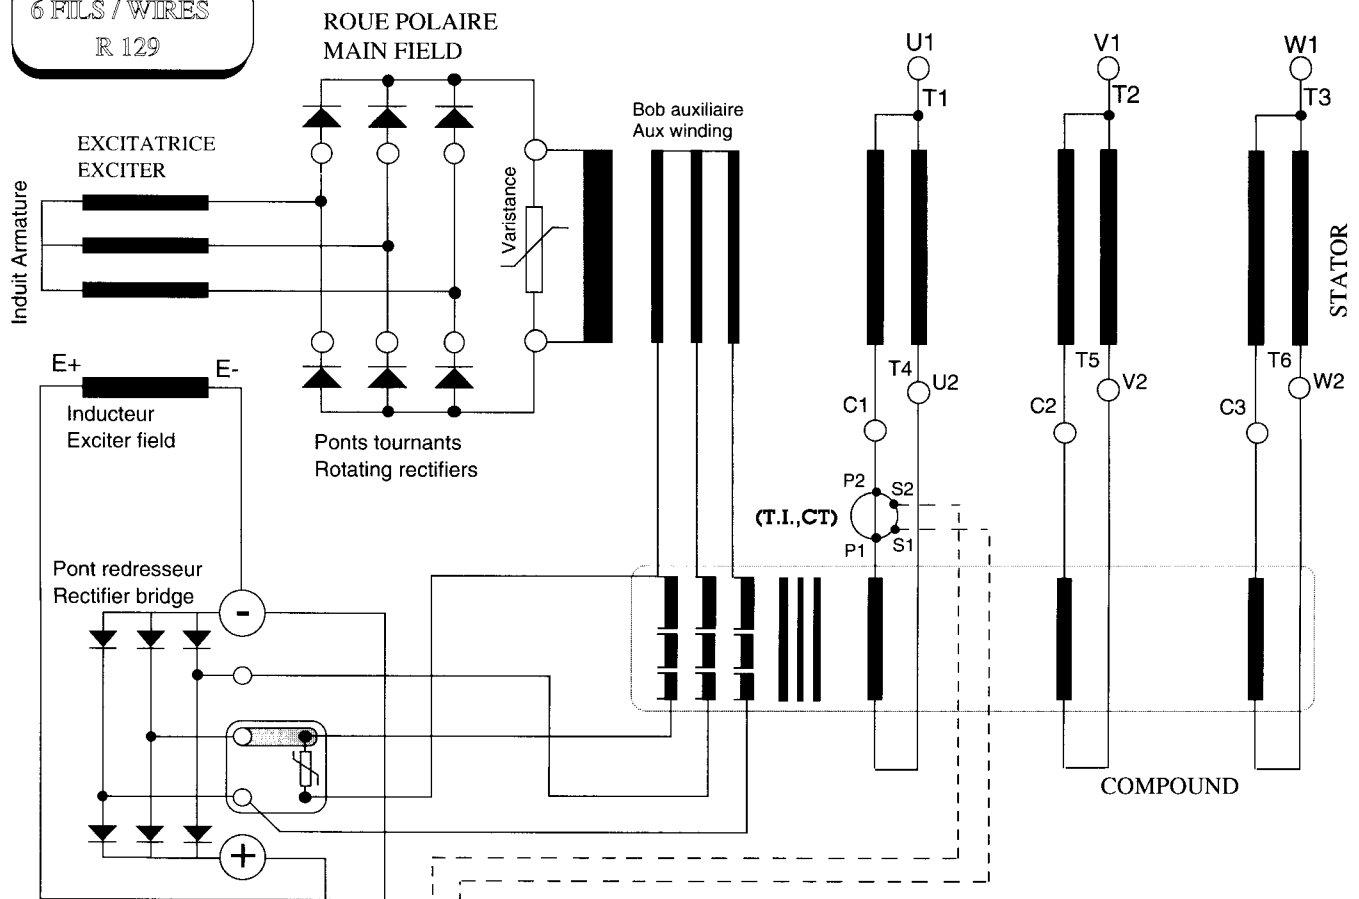 6 FILS / WIRES
R 129
ROUE POLAIRE
MAIN FIELD
U1
V1
W1
T1
T2
T3
Bob auxiliaire
Aux winding
EXCITATRICE
EXCITER
Induit Armature
Varistance
STATOR
E+
E-
Inducteur
Exciter field
T4
U2
T5
V2
T6
W2
C1
C2
C3
Ponts tournants
Rotating rectifiers
P2
S2
(T.I.,CT)
P1
S1
Pont redresseur
Rectifier bridge
-
COMPOUND
+